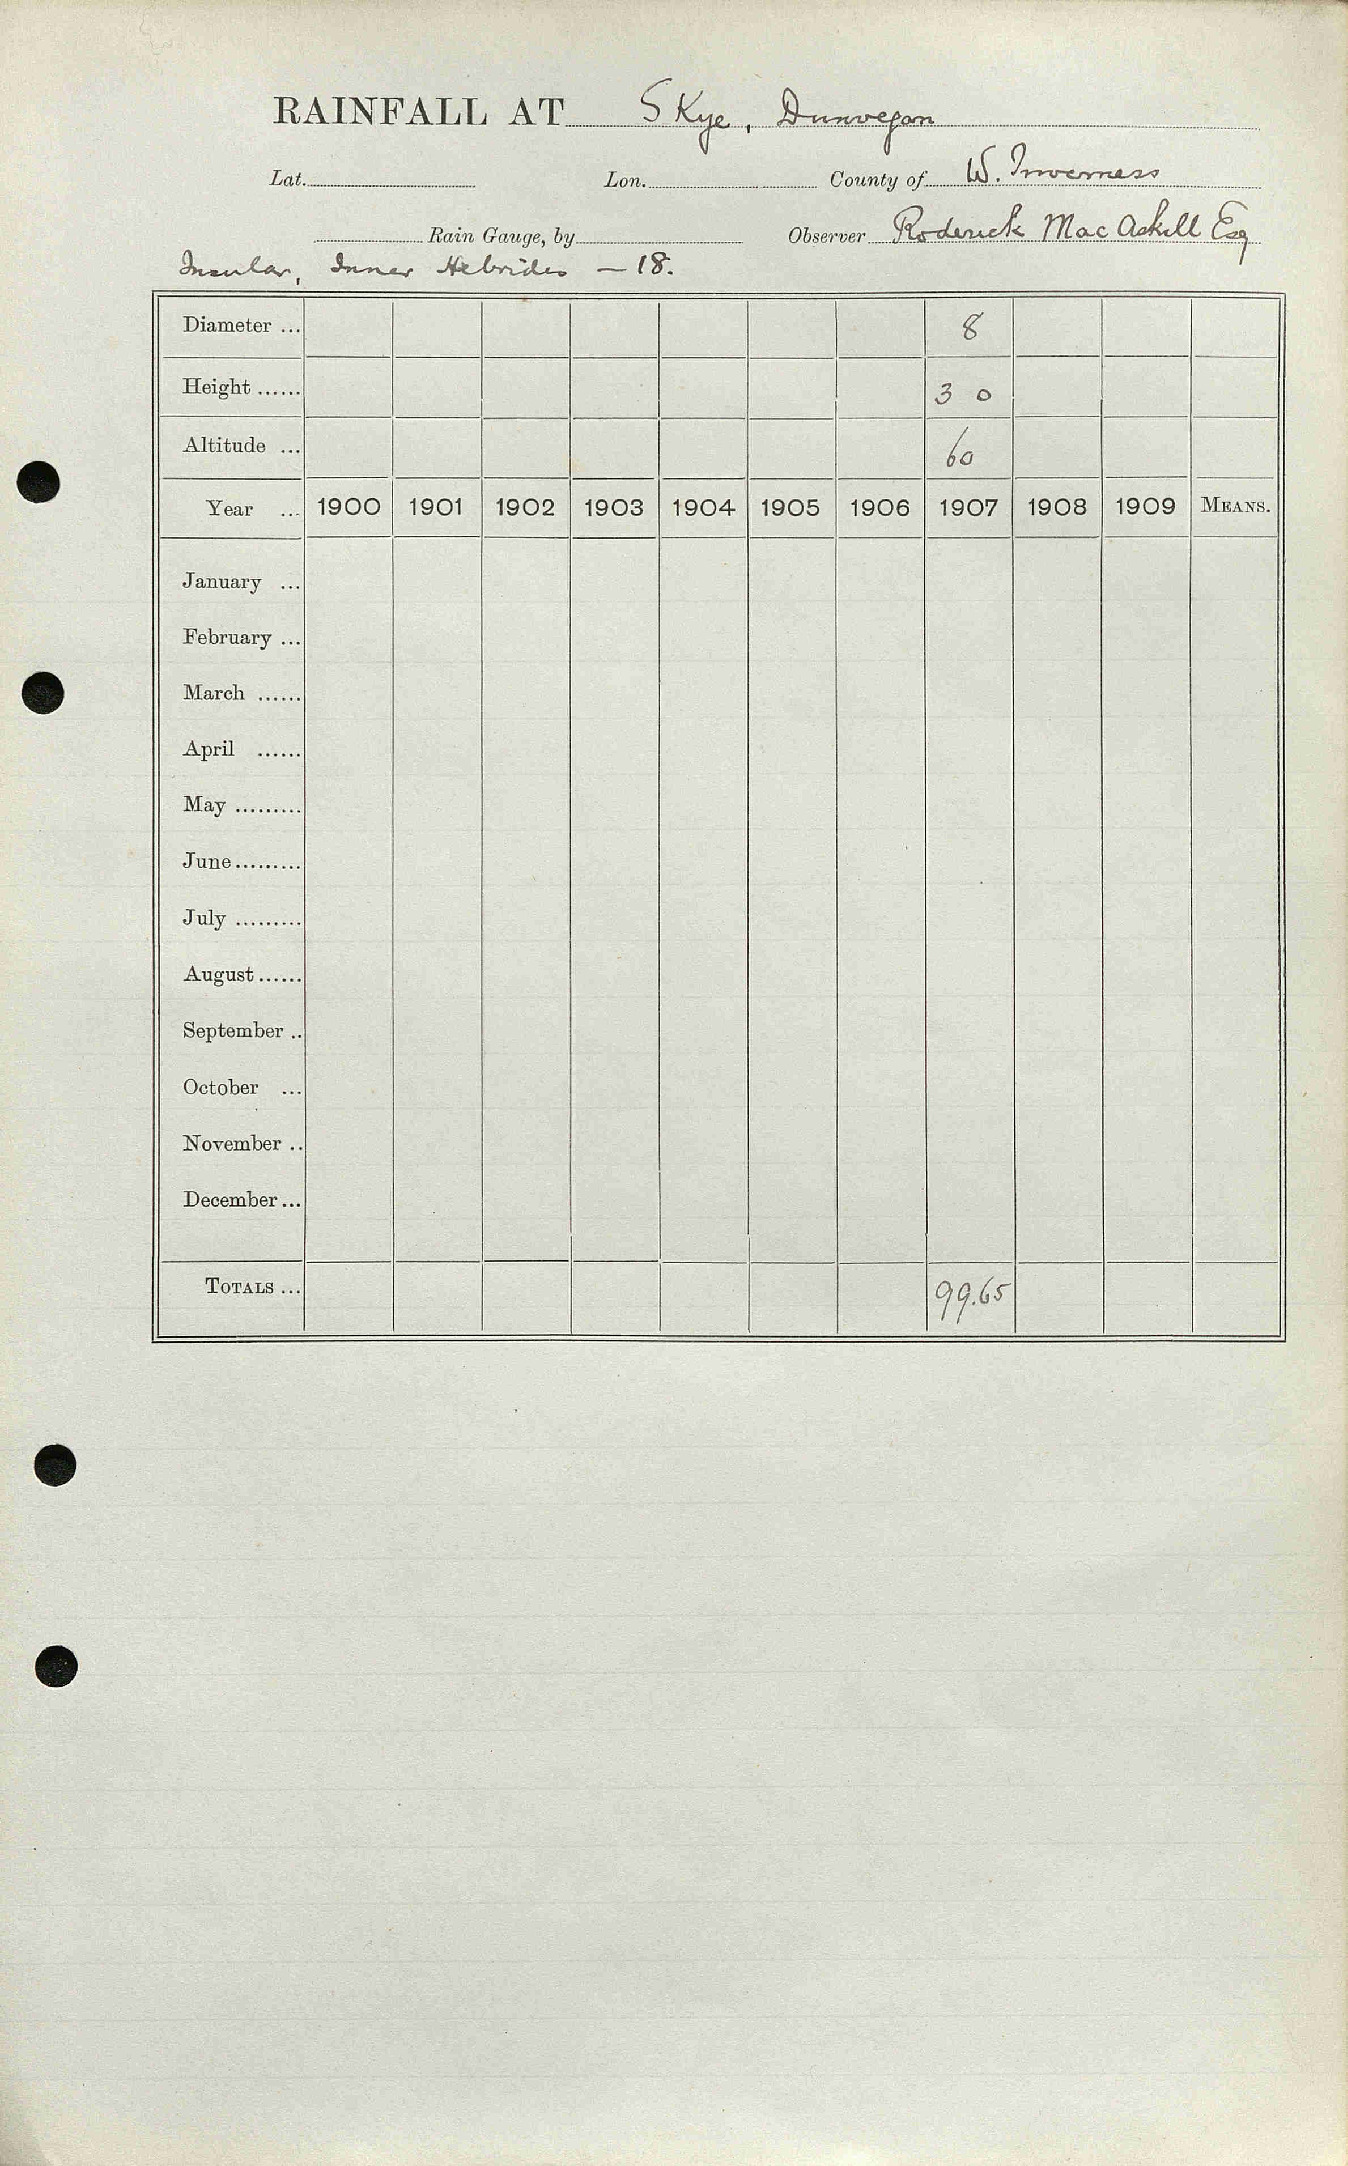 RAINFALL AT Skye, Dunvegan
Lat. Lon. County of W. Inverness
Rain Gauge, by Observer Roderick MacAskill Esq
Insular, Inner Hebrides — 18.
Diameter ... 8
Height ...... 3 0
Altitude ... 60
Year ... 1900 1901 1902 1903 1904 1905 1906 1907 1908 1909 MEANS.
January ...
February ...
March ......
April ......
May .........
June.........
July .........
August......
September ..
October ...
November ..
December...
TOTALS ... 99.65